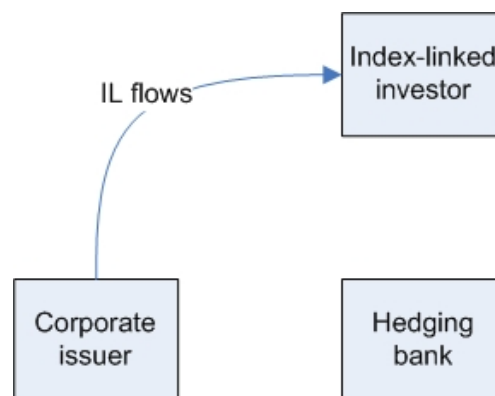 Index-linked
investor
IL flows
Corporate
issuer
Hedging
bank